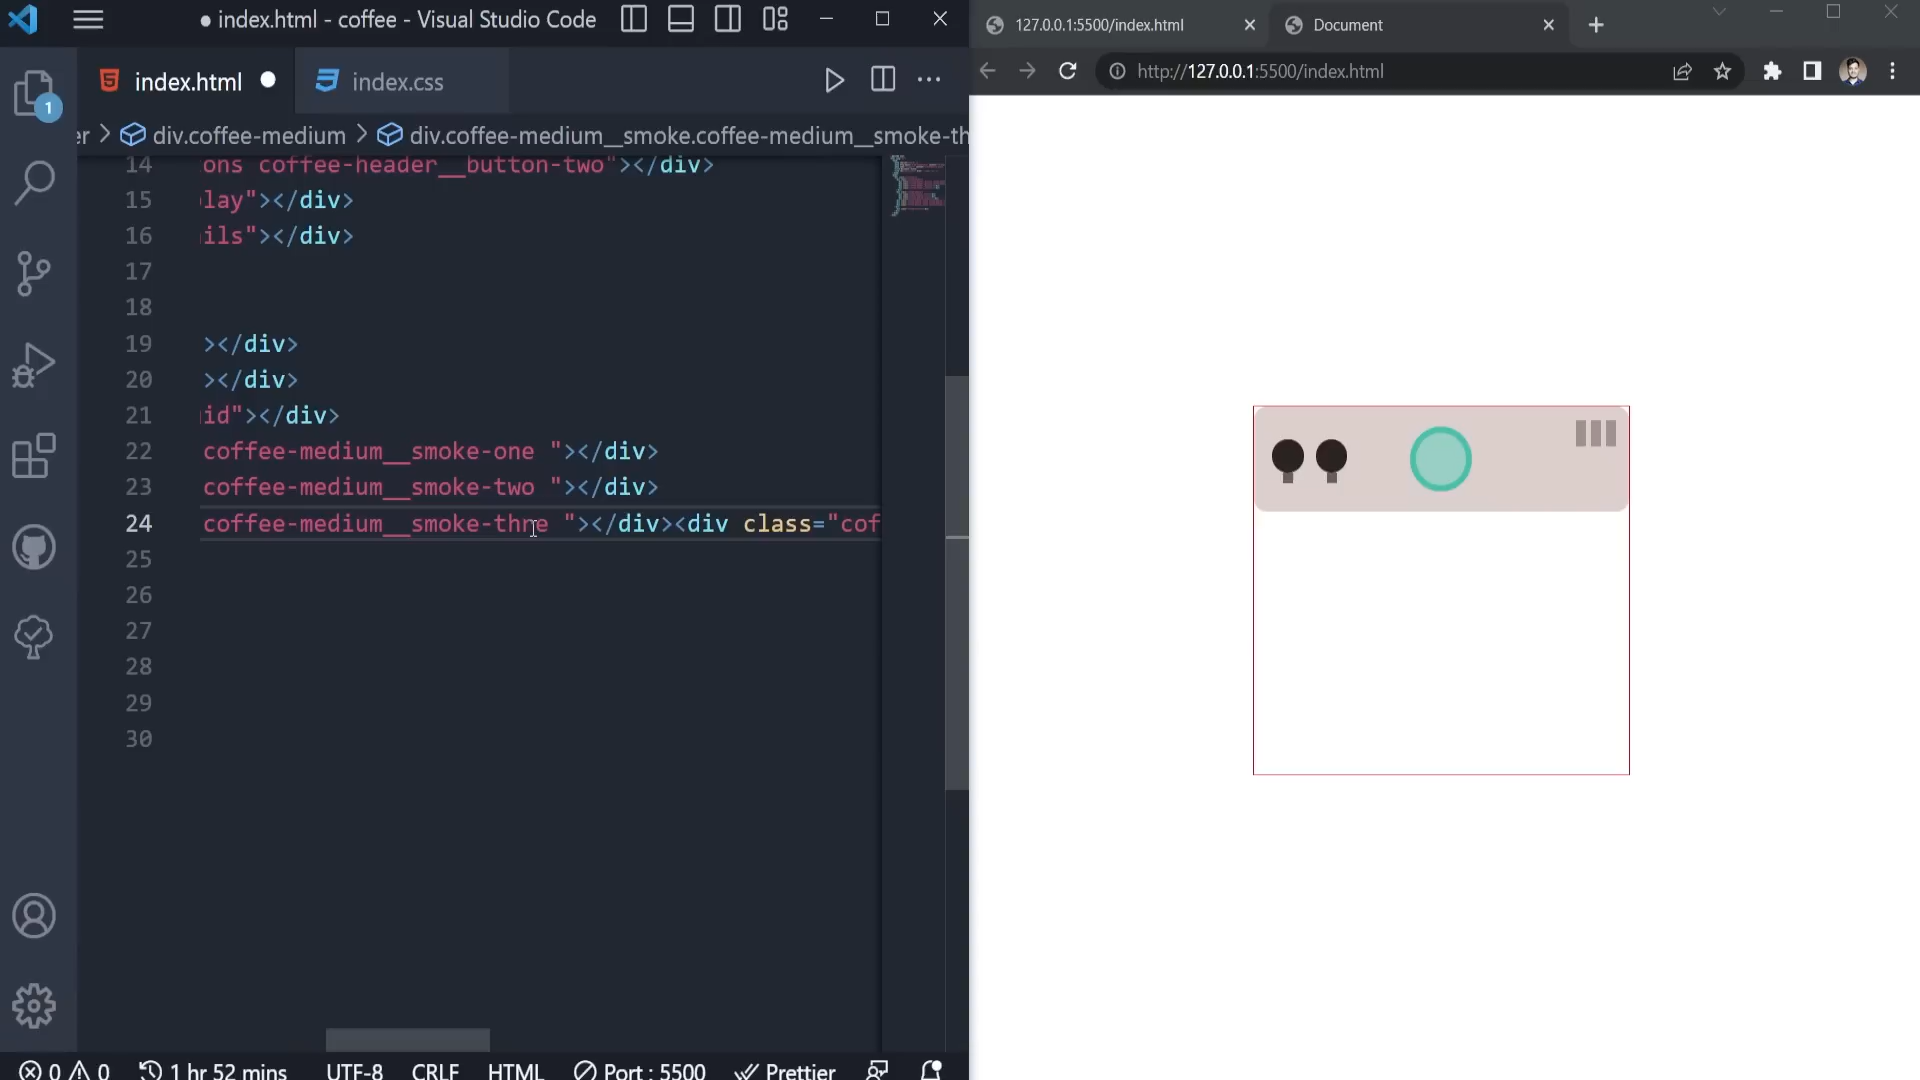 index.html - coffee - Visual Studio Code
index.html
index.css
1
er > div.coffee-medium > div.coffee-medium__smoke.coffee-medium__smoke-th
14 ons coffee-header__button-two"></div>
15 lay"></div>
16 ils"></div>
17
18
19 ></div>
20 ></div>
21 id"></div>
22 coffee-medium__smoke-one "></div>
23 coffee-medium__smoke-two "></div>
24 coffee-medium__smoke-thre "></div><div class="cof
25
26
27
28
29
30
0 0 1 hr 52 mins UTF-8 CRLF HTML Port : 5500 Prettier
127.0.0.1:5500/index.html
Document
http://127.0.0.1:5500/index.html